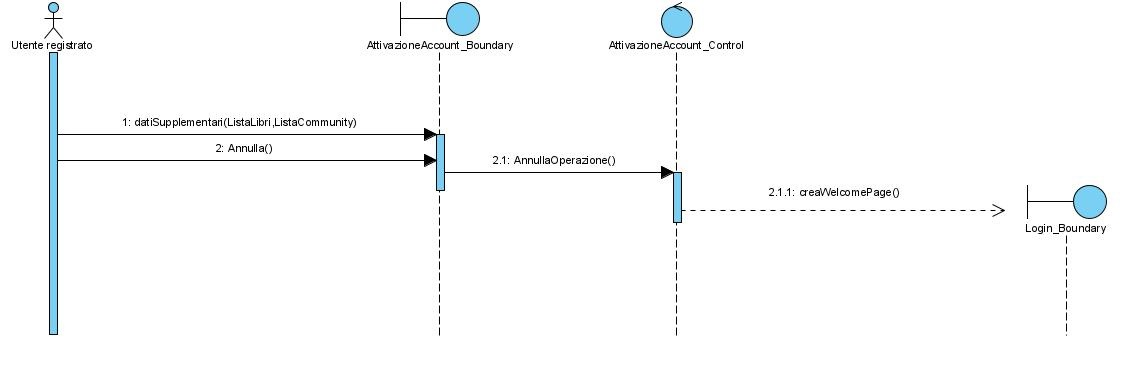 Utente registrato
AttivazioneAccount_Boundary
AttivazioneAccount_Control
1: datiSupplementari(ListaLibri,ListaCommunity)
2: Annulla()
2.1: AnnullaOperazione()
2.1.1: creaWelcomePage()
Login_Boundary